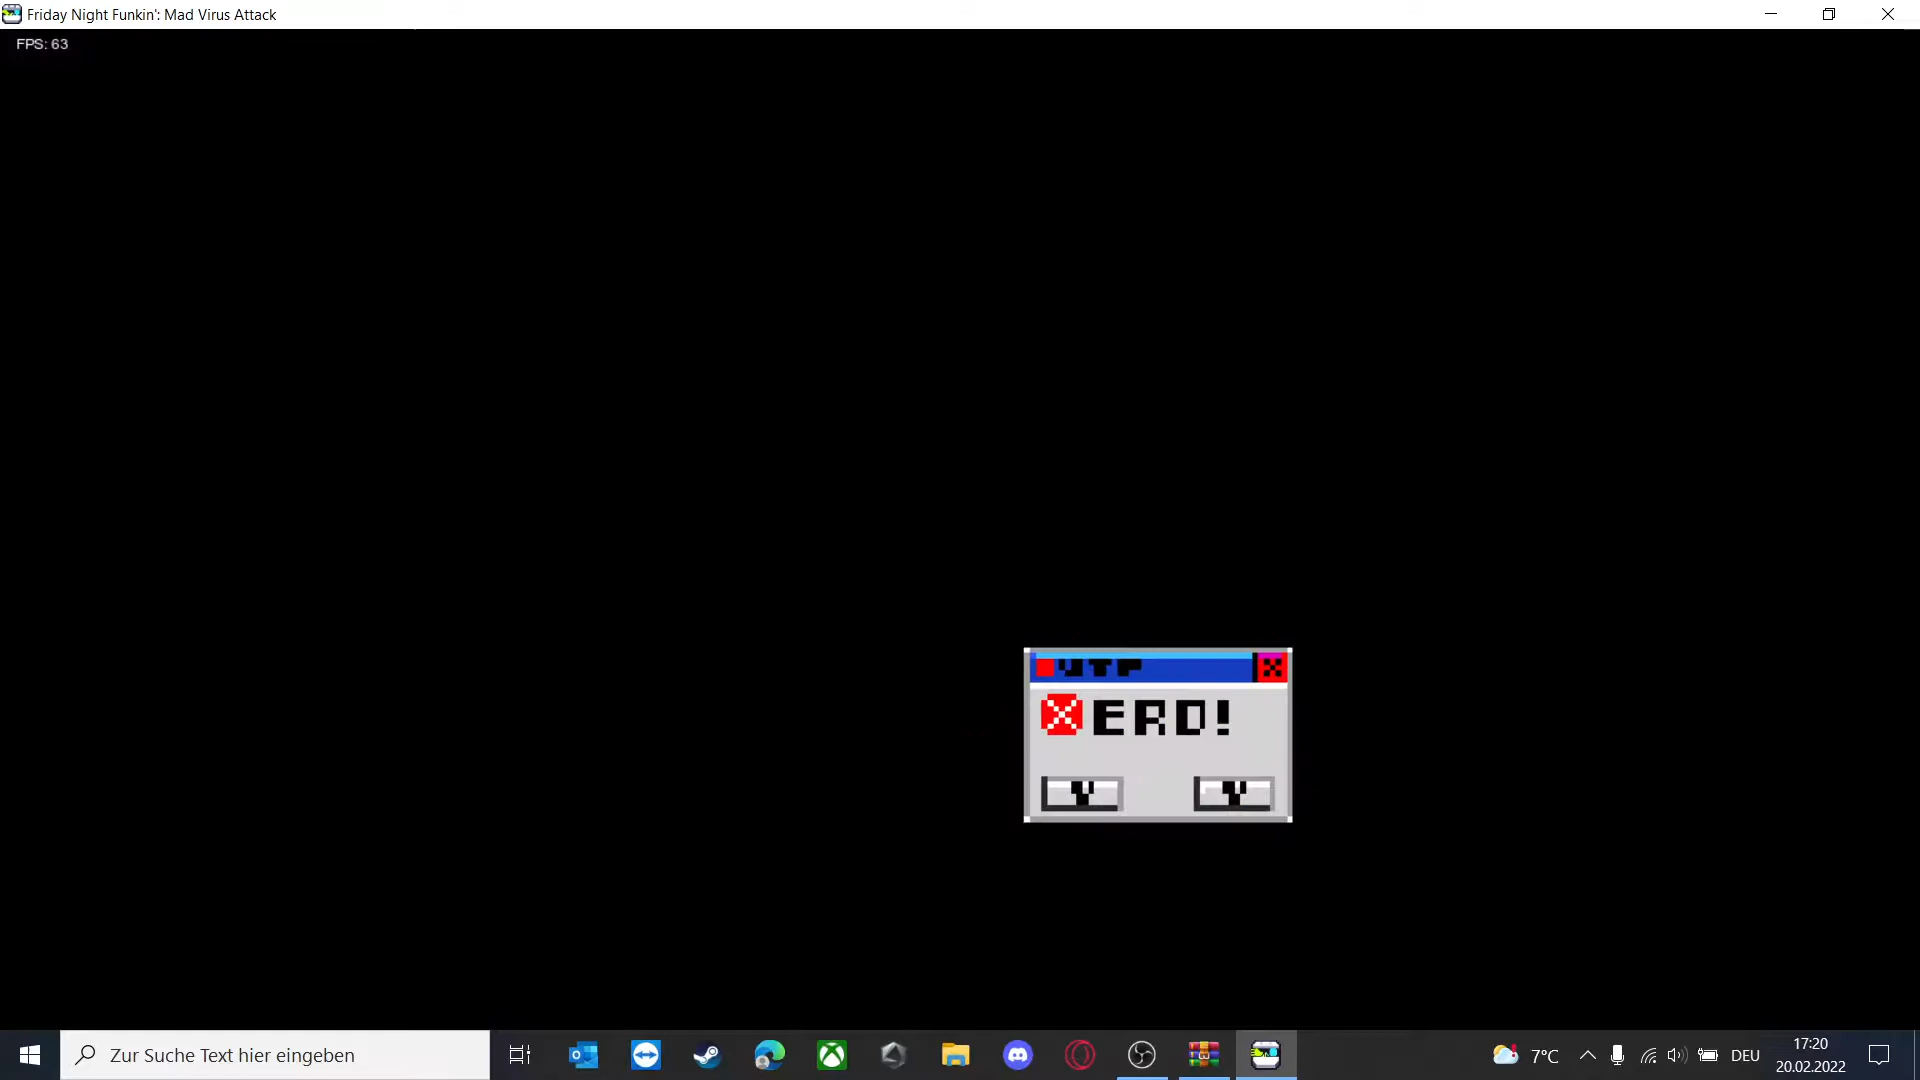 Friday Night Funkin': Mad Virus Attack
FPS: 63
ERD!
V V
Zur Suche Text hier eingeben
7°C
DEU
17:20
20.02.2022